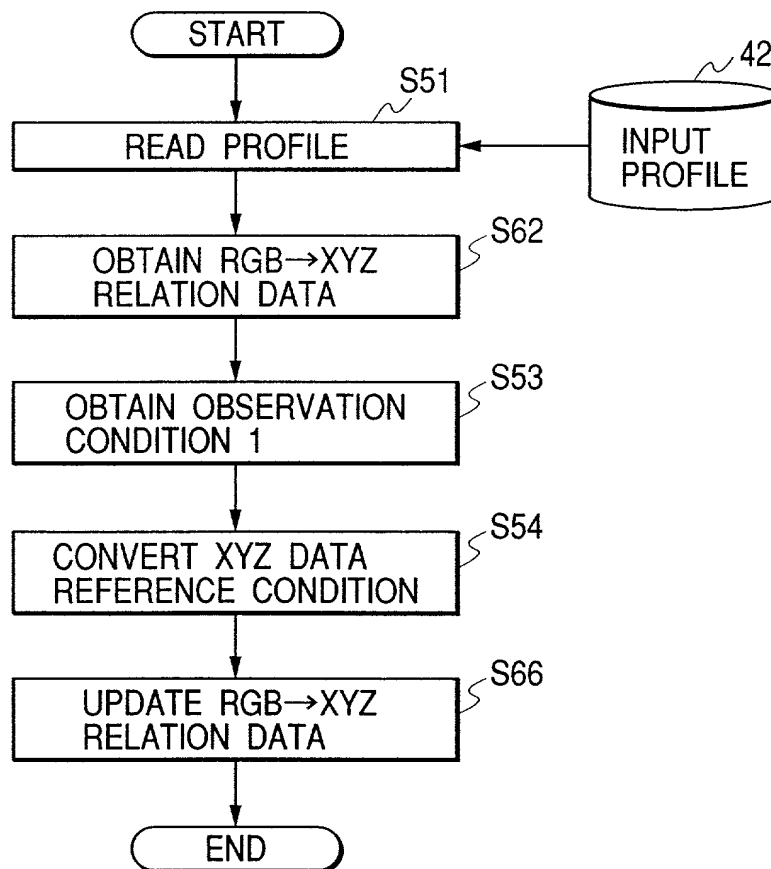 START
42
S51
READ PROFILE
INPUT
PROFILE
S62
OBTAIN RGB→XYZ
RELATION DATA
S53
OBTAIN OBSERVATION
CONDITION 1
S54
CONVERT XYZ DATA
REFERENCE CONDITION
S66
UPDATE RGB→XYZ
RELATION DATA
END